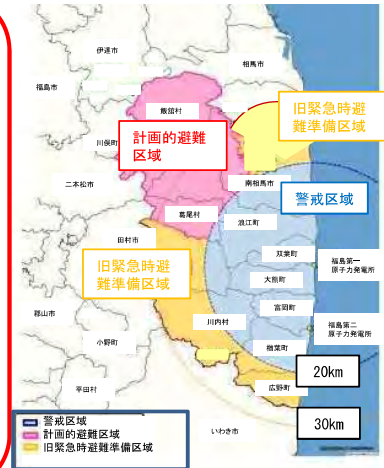 伊達市
相馬市
福島市
飯舘村
旧緊急時避
難準備区域
計画的避難
区域
川俣町
二本松市
南相馬市
警戒区域
葛尾村
浪江町
田村市
旧緊急時避
難準備区域
双葉町
福島第一
原子力発電所
大熊町
富岡町
郡山市
川内村
福島第二
原子力発電所
小野町
楢葉町
20km
平田村
広野町
30km
いわき市
警戒区域
計画的避難区域
旧緊急時避難準備区域